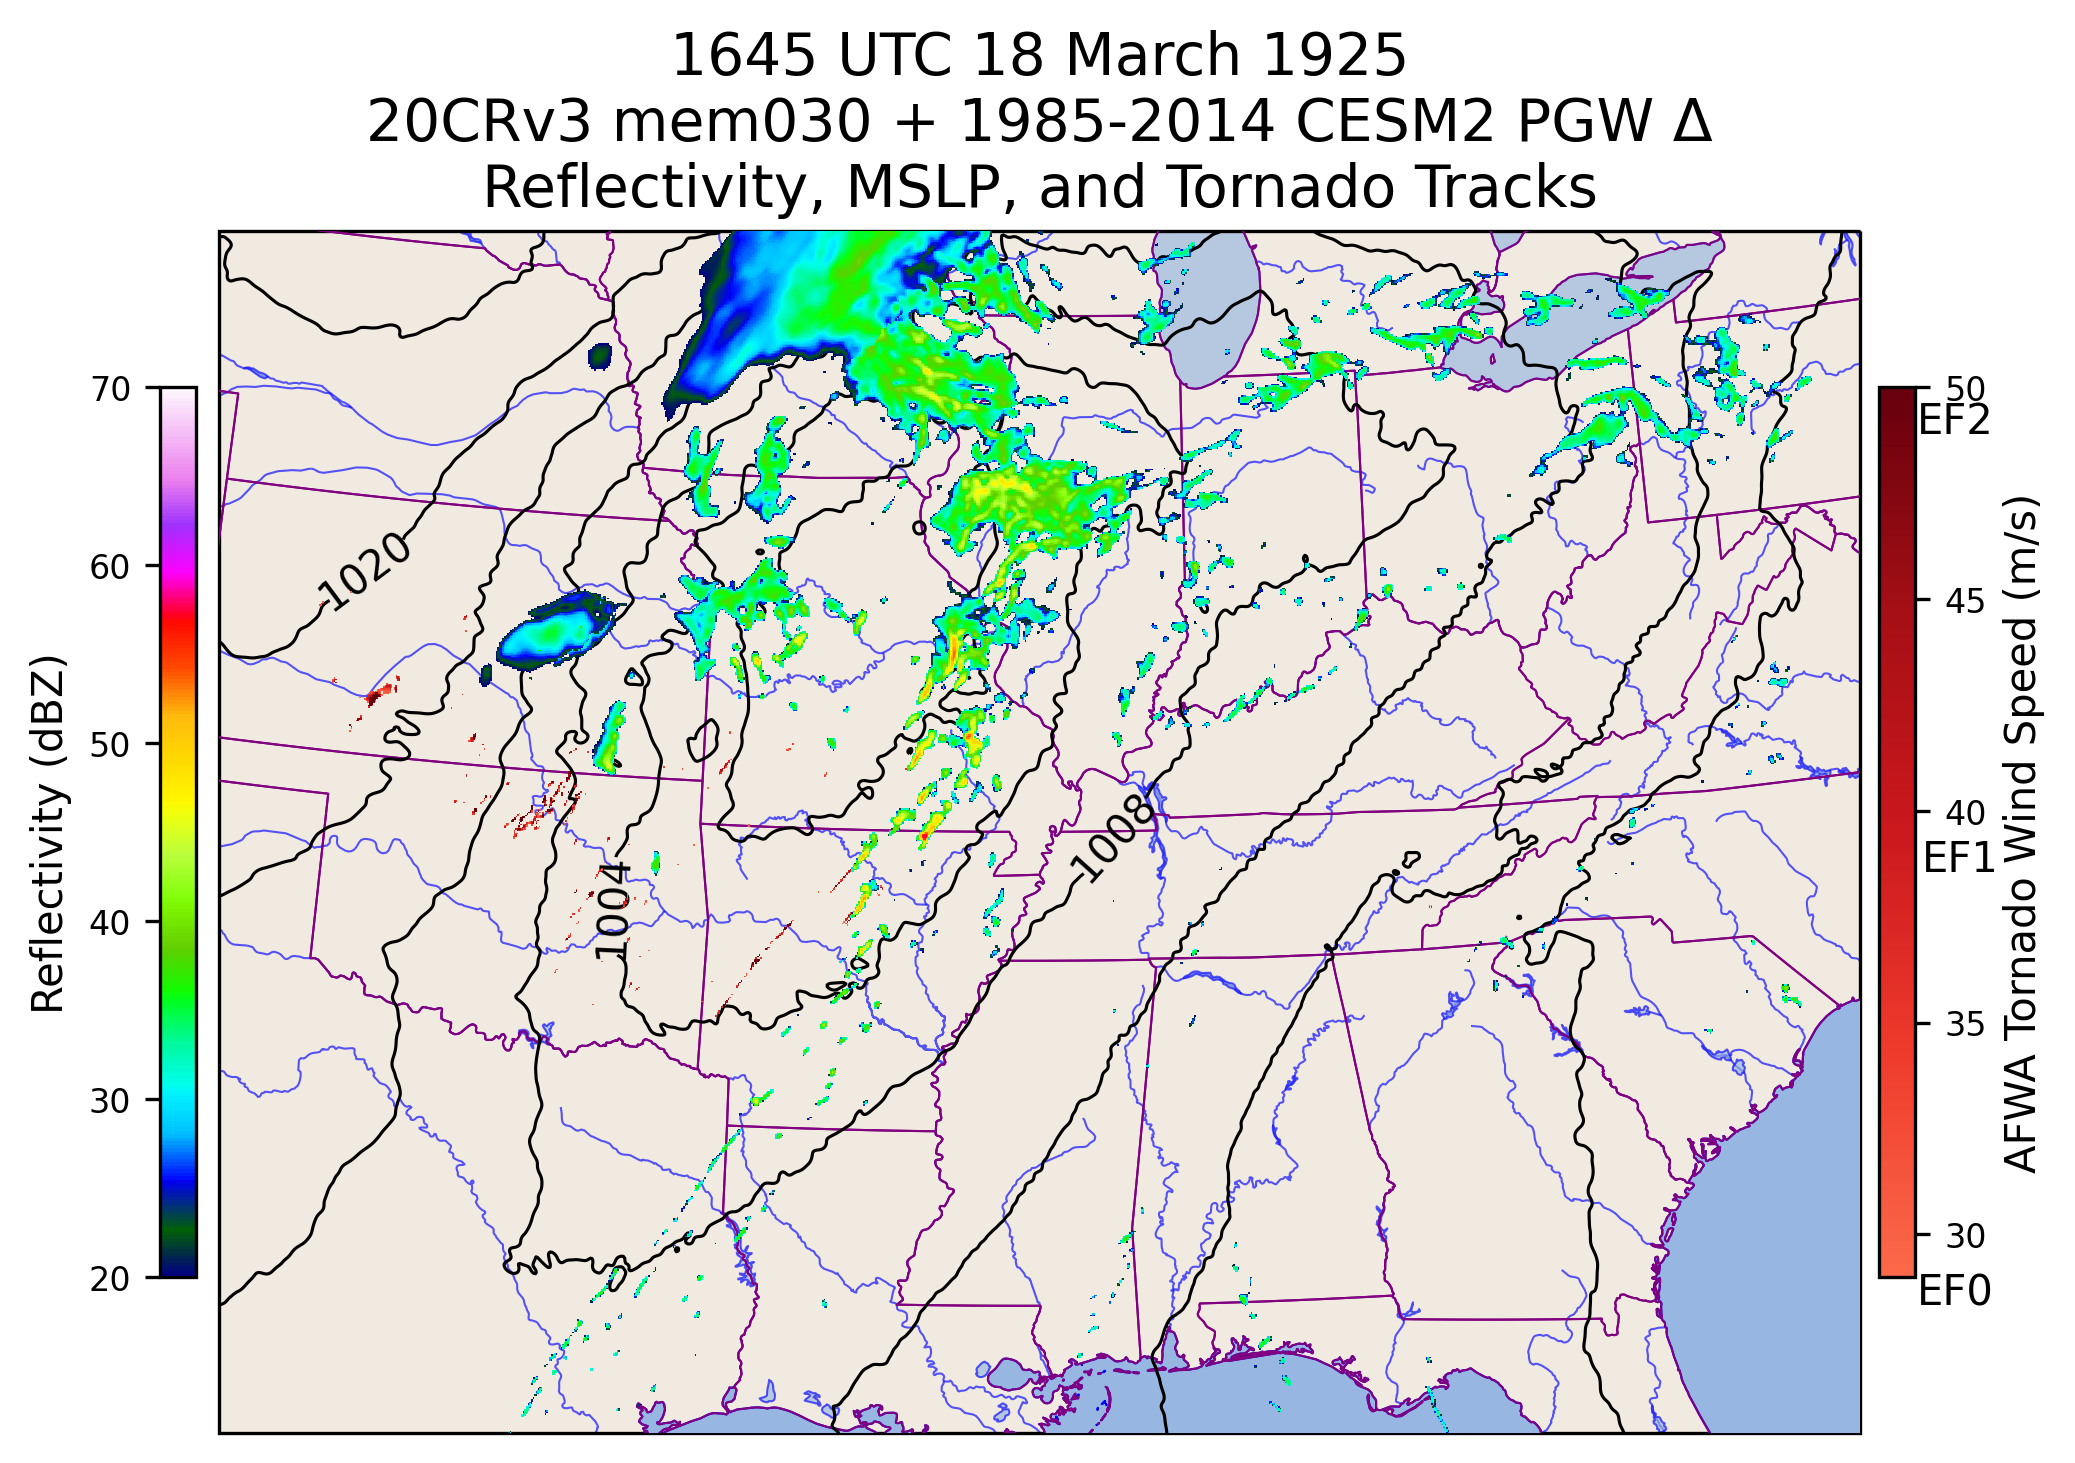 1645 UTC 18 March 1925
20CRv3 mem030 + 1985-2014 CESM2 PGW Δ
Reflectivity, MSLP, and Tornado Tracks
Reflectivity (dBZ)
70
60
50
40
30
20
1020
1004
1008
50
EF2
45
40
EF1
35
30
EF0
AFWA Tornado Wind Speed (m/s)